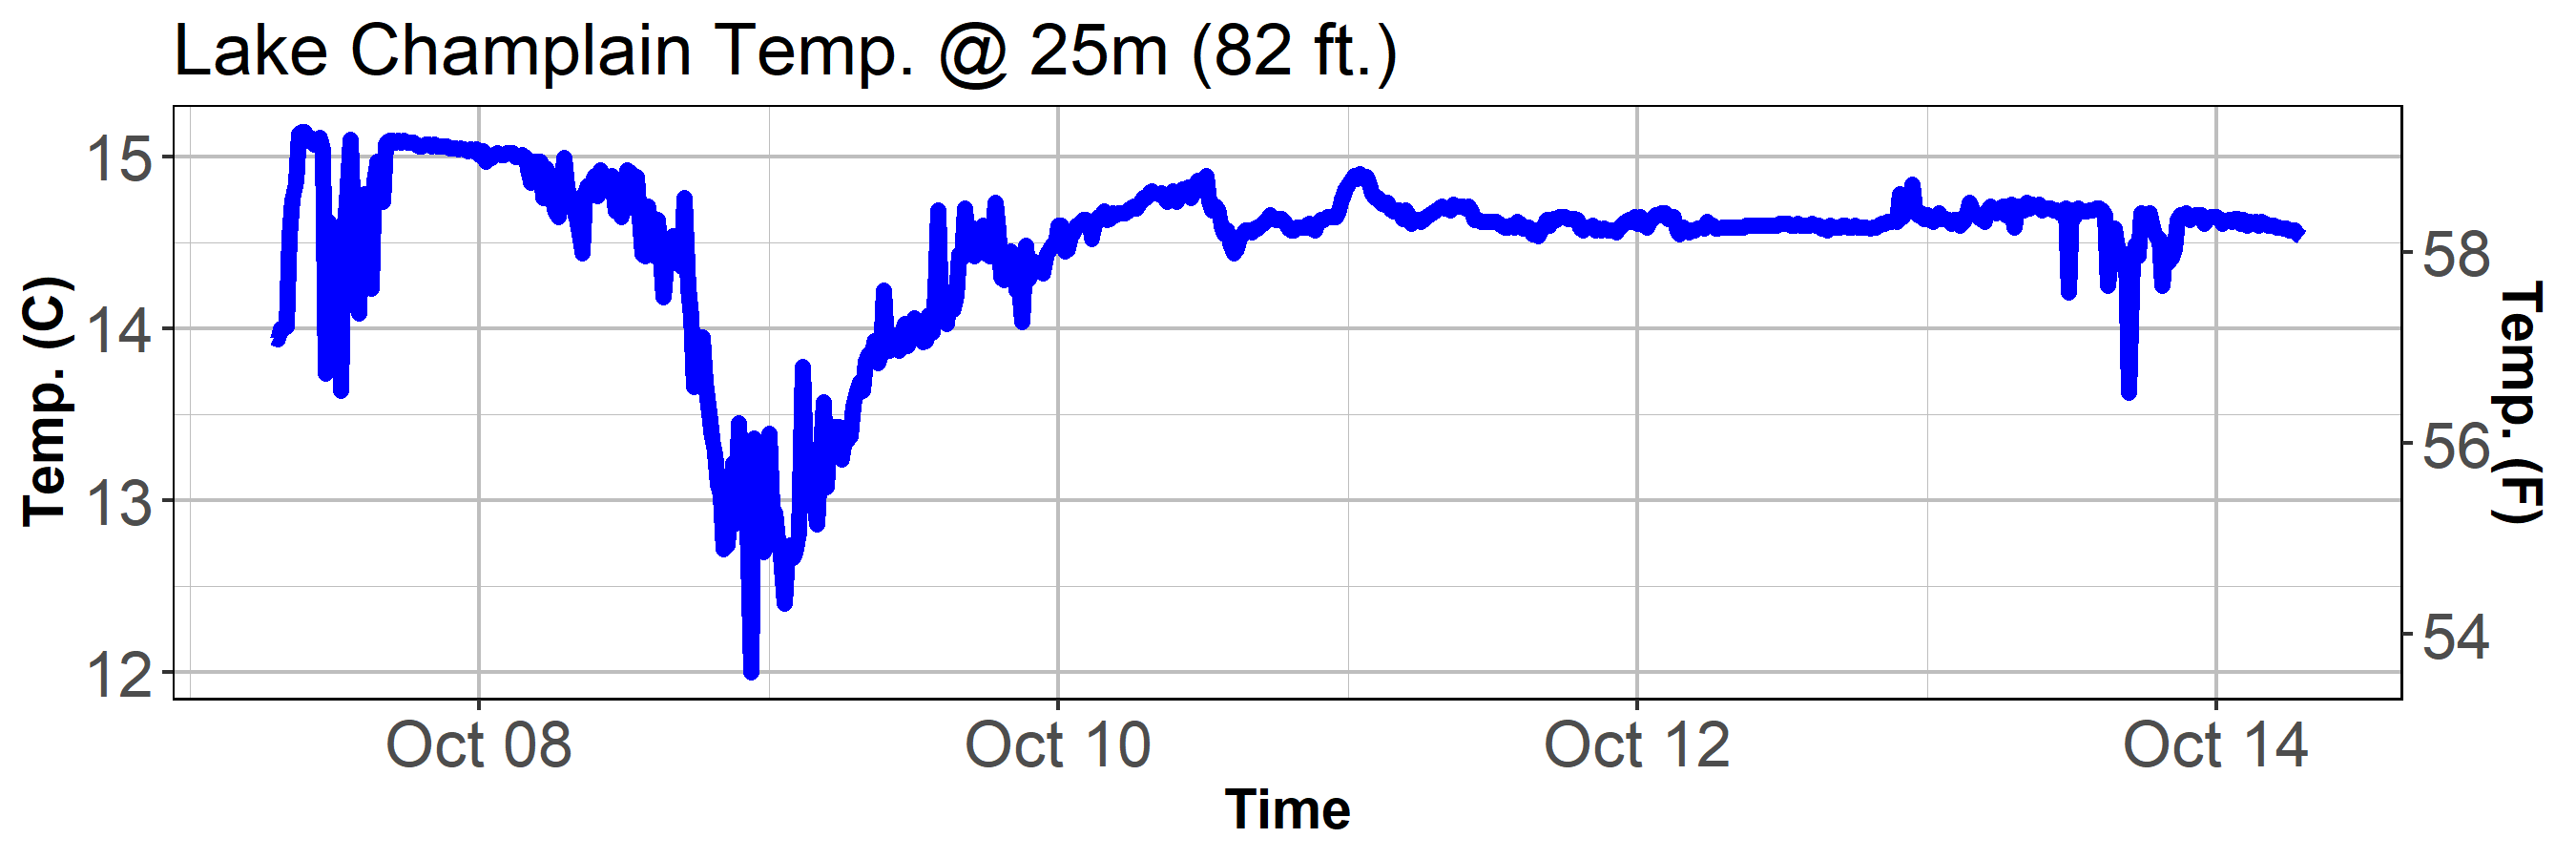 Lake Champlain Temp. @ 25m (82 ft.)
Temp. (C)
15
14
13
12
58
56
54
Temp. (F)
Oct 08
Oct 10
Oct 12
Oct 14
Time